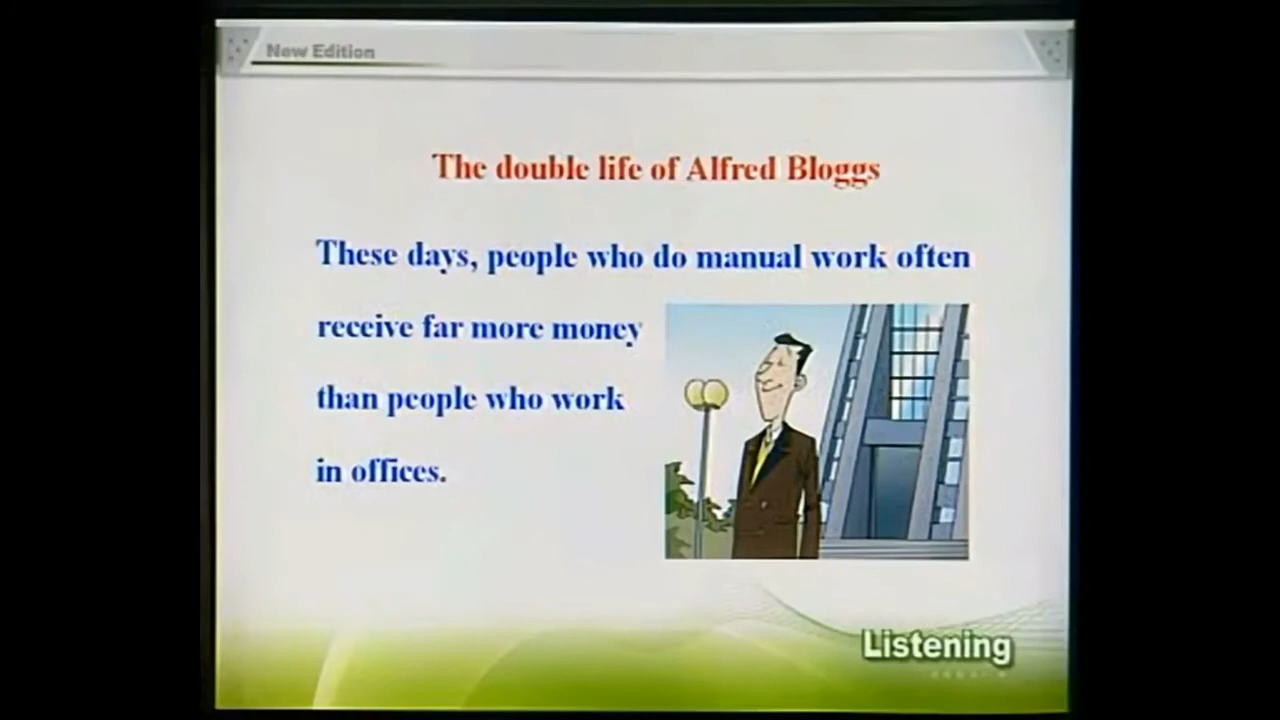 New Edition
The double life of Alfred Bloggs
These days, people who do manual work often
receive far more money
than people who work
in offices.
Listening